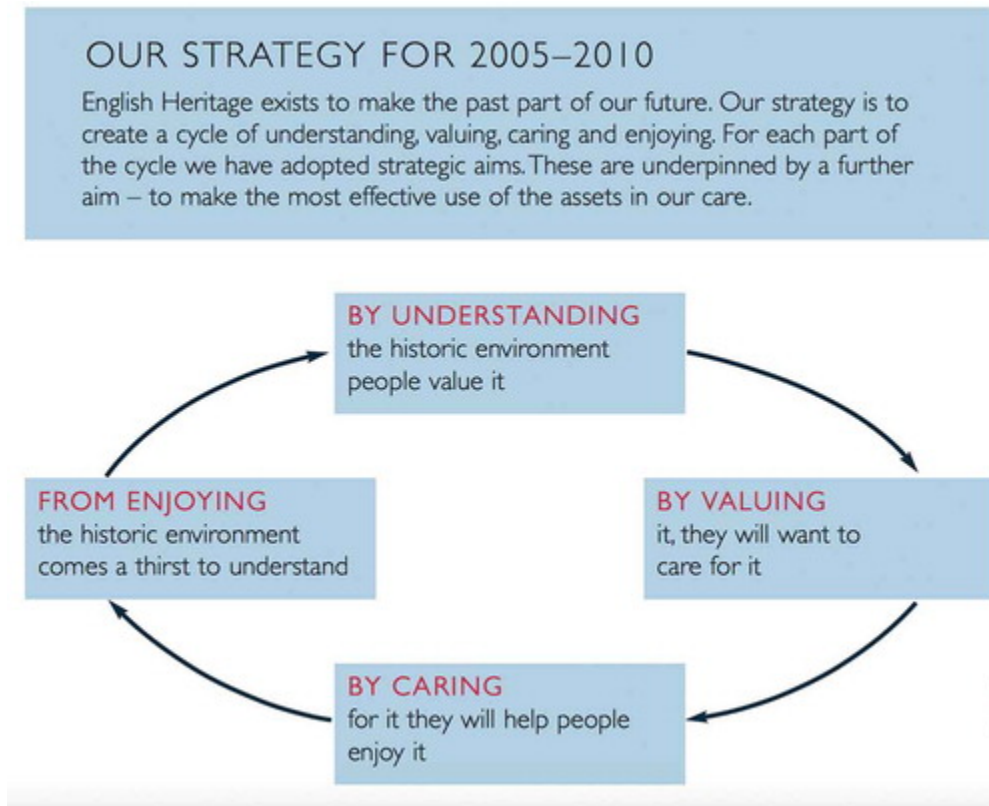 OUR STRATEGY FOR 2005–2010
English Heritage exists to make the past part of our future. Our strategy is to
create a cycle of understanding, valuing, caring and enjoying. For each part of
the cycle we have adopted strategic aims. These are underpinned by a further
aim – to make the most effective use of the assets in our care.
BY UNDERSTANDING
the historic environment
people value it
BY VALUING
it, they will want to
care for it
BY CARING
for it they will help people
enjoy it
FROM ENJOYING
the historic environment
comes a thirst to understand